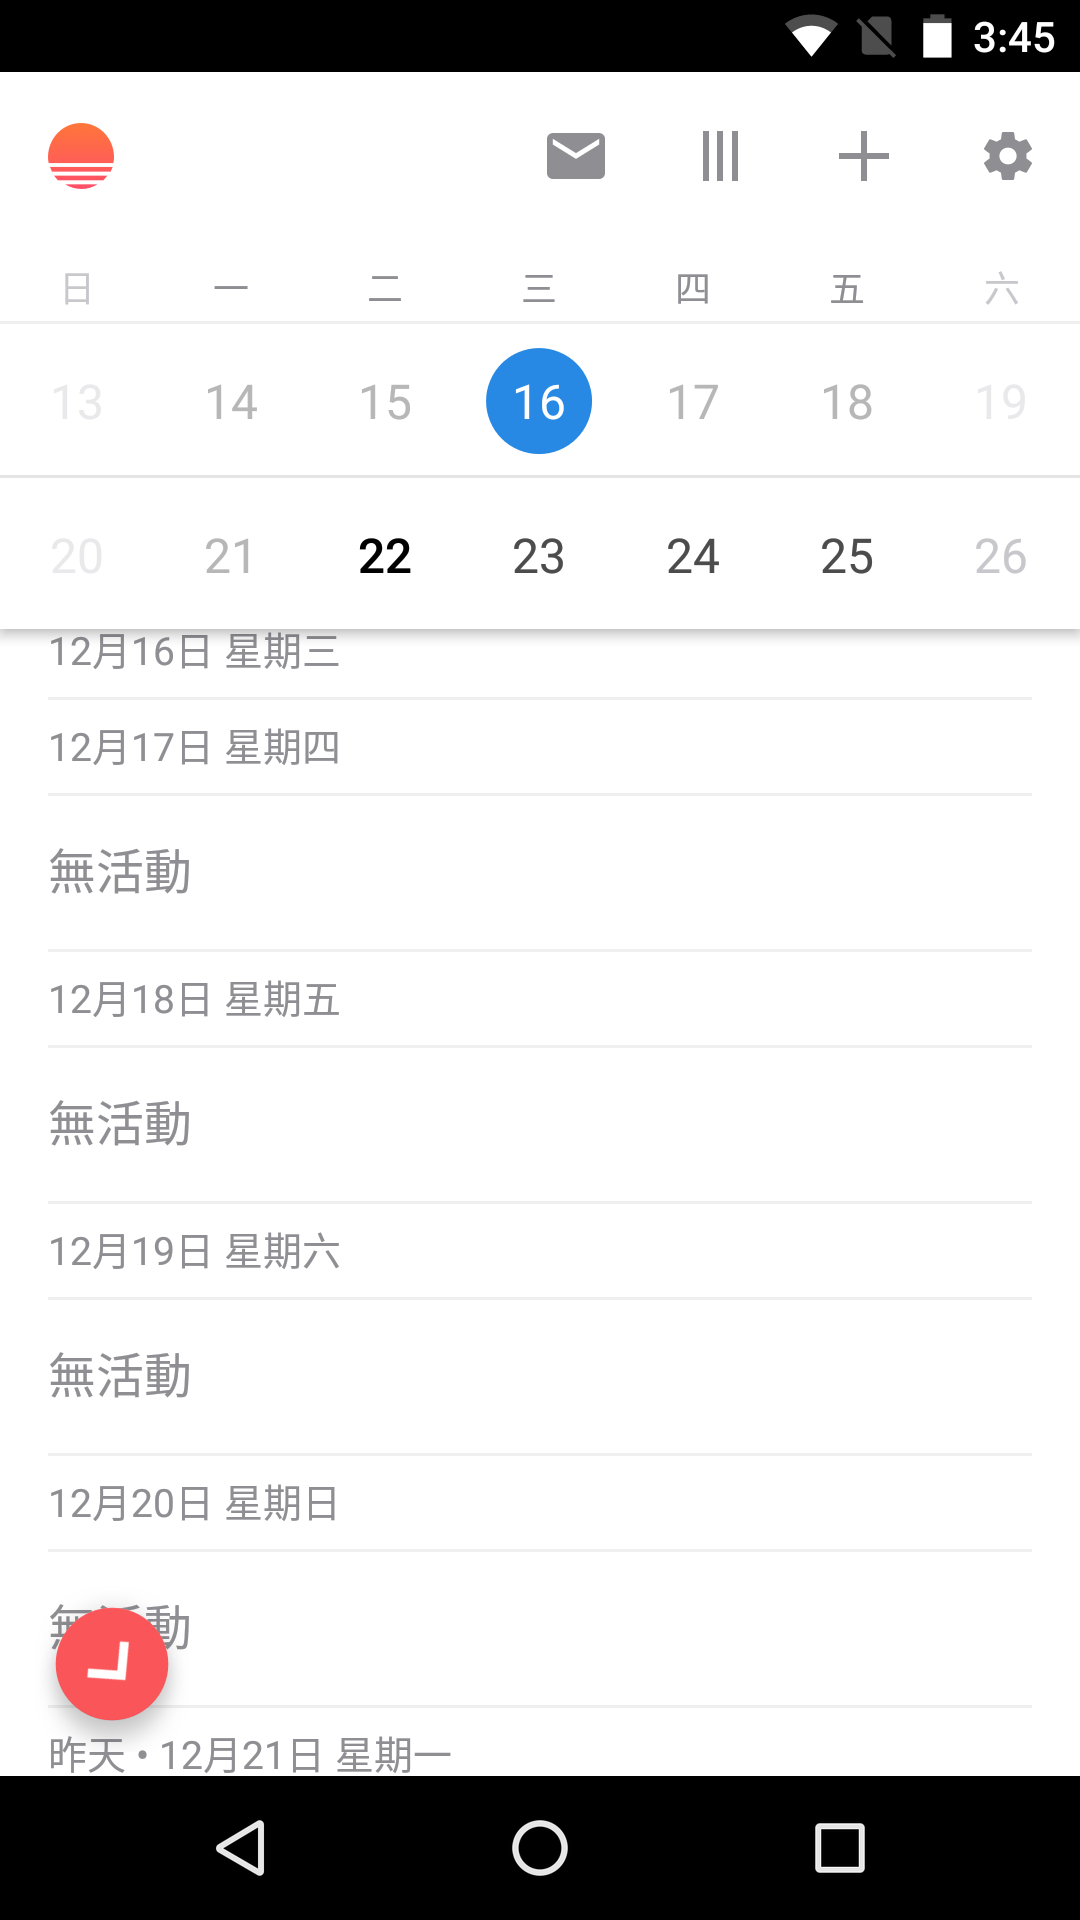 3:45
日 一 二 三 四 五 六
13 14 15 16 17 18 19
20 21 22 23 24 25 26
12月16日 星期三
12月17日 星期四
無活動
12月18日 星期五
無活動
12月19日 星期六
無活動
12月20日 星期日
無活動
昨天 • 12月21日 星期一